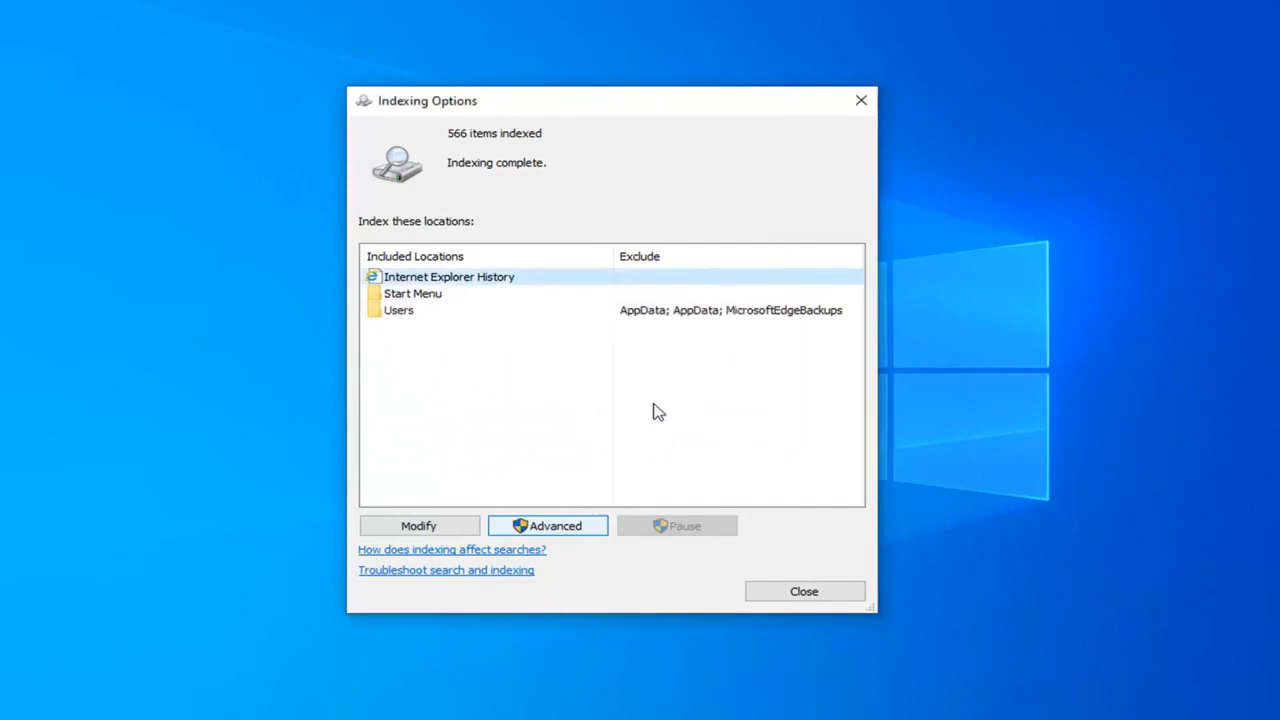 Indexing Options
566 items indexed
Indexing complete.
Index these locations:
Included Locations Exclude
Internet Explorer History
Start Menu
Users AppData; AppData; MicrosoftEdgeBackups
Modify Advanced Pause
How does indexing affect searches?
Troubleshoot search and indexing
Close